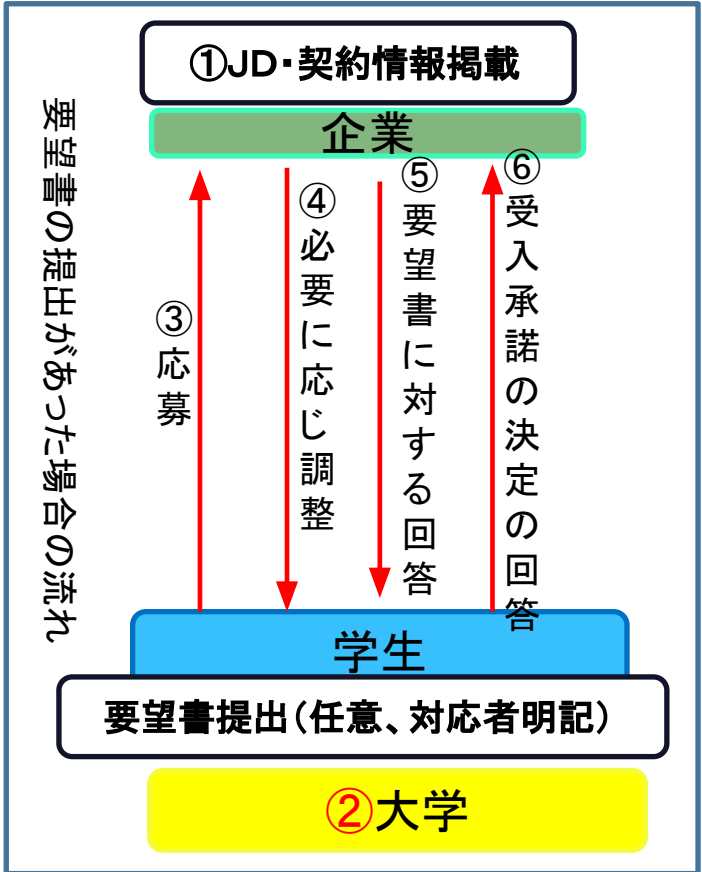 ①JD・契約情報掲載
企業
要望書の提出があった場合の流れ
③応募
④必要に応じ調整
⑤要望書に対する回答
⑥受入承諾の決定の回答
学生
要望書提出（任意、対応者明記）
②大学